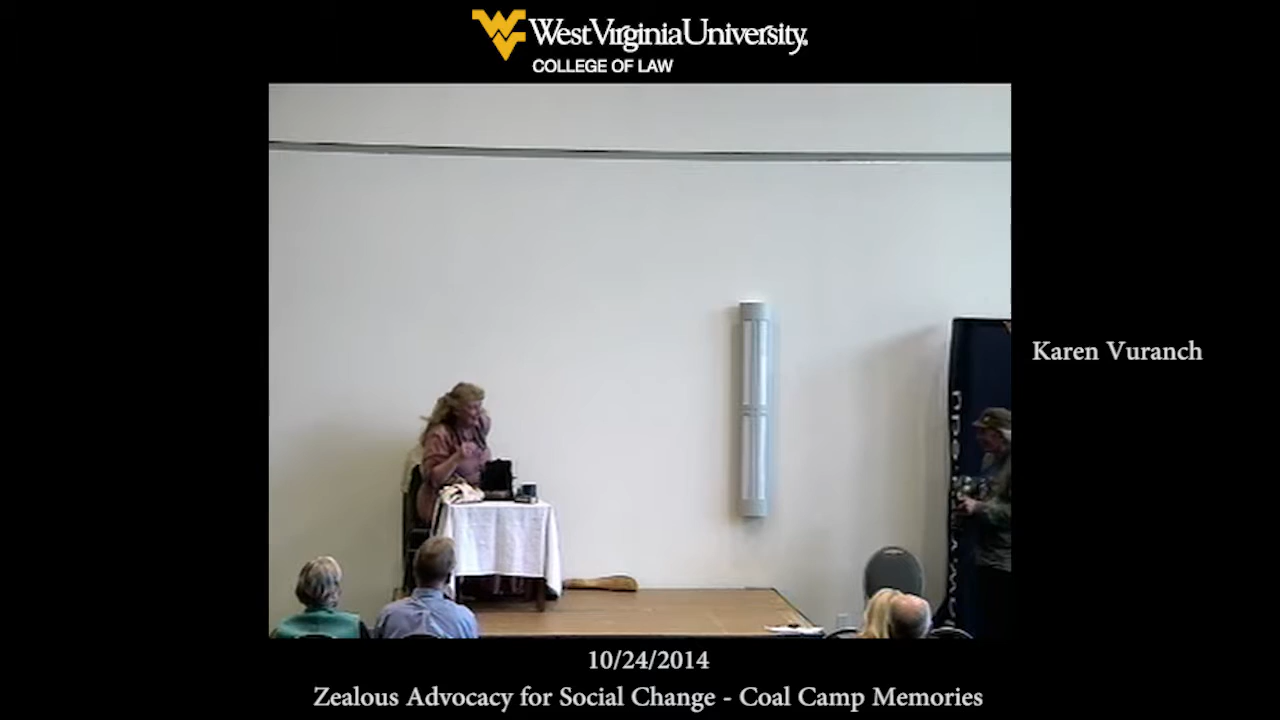 WestVirginiaUniversity.
COLLEGE OF LAW
Karen Vuranch
10/24/2014
Zealous Advocacy for Social Change - Coal Camp Memories